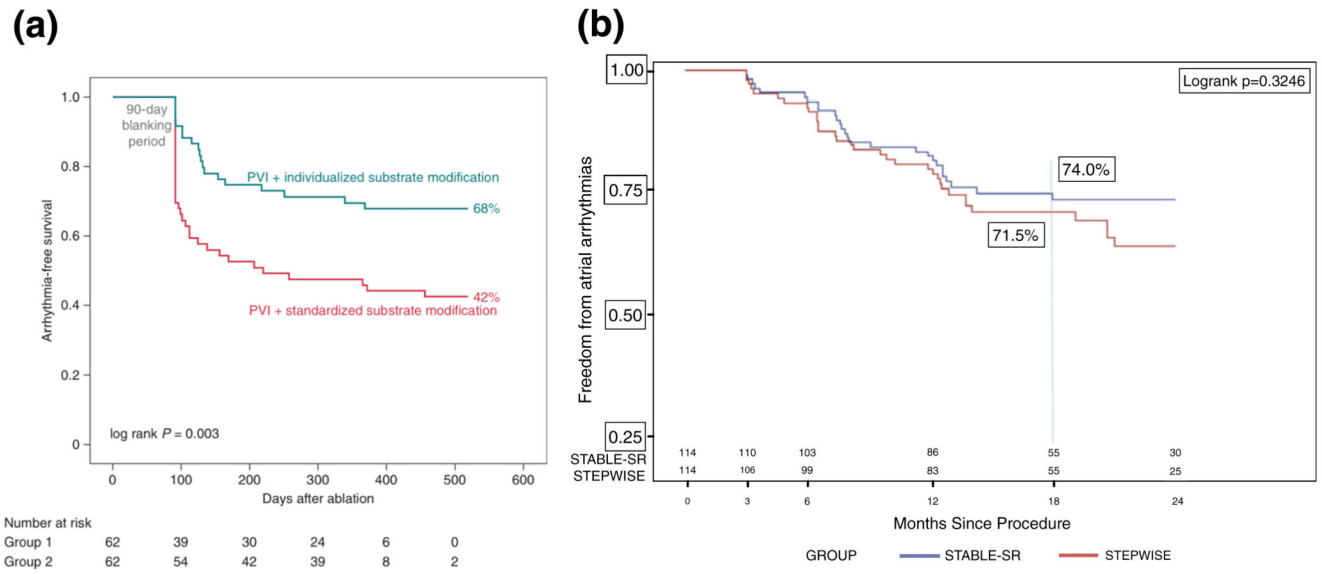 (a)
1.0
0.8
0.6
0.4
0.2
0
Arrhythmia-free survival
90-day
blanking
period
PVI + individualized substrate modification
68%
42%
PVI + standardized substrate modification
log rank P = 0.003
0 100 200 300 400 500 600
Days after ablation
Number at risk
Group 1 62 39 30 24 6 0
Group 2 62 54 42 39 8 2
(b)
1.00
0.75
0.50
0.25
Freedom from atrial arrhythmias
Logrank p=0.3246
74.0%
71.5%
STABLE-SR 114 110 103 86 55 30
STEPWISE 114 106 99 83 55 25
0 3 6 12 18 24
Months Since Procedure
GROUP STABLE-SR STEPWISE